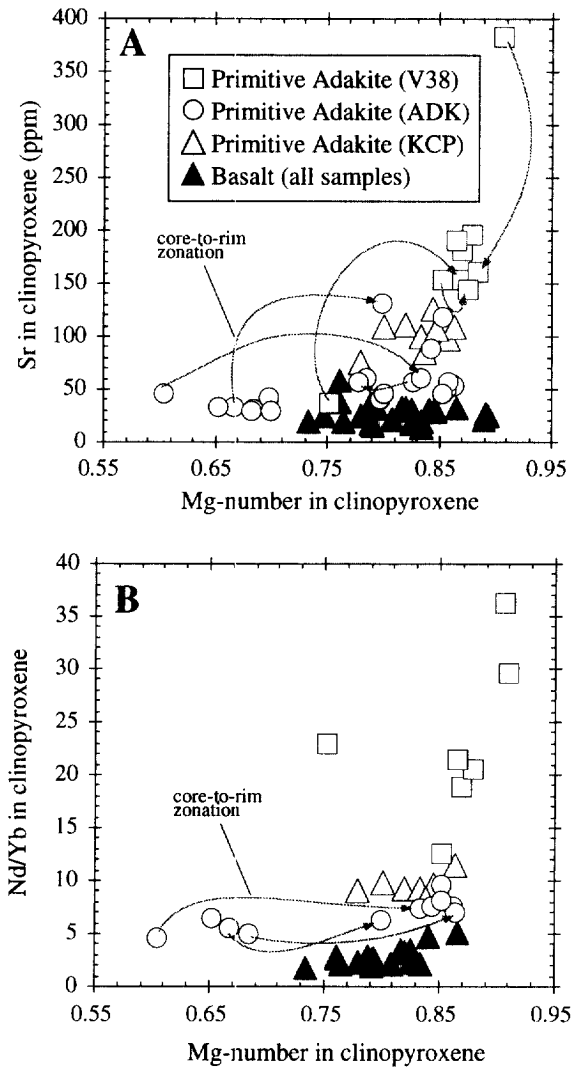 A
400
350
300
250
200
150
100
50
0
Sr in clinopyroxene (ppm)
Primitive Adakite (V38)
Primitive Adakite (ADK)
Primitive Adakite (KCP)
Basalt (all samples)
core-to-rim
zonation
0.55
0.65
0.75
0.85
0.95
Mg-number in clinopyroxene
B
40
35
30
25
20
15
10
5
0
Nd/Yb in clinopyroxene
core-to-rim
zonation
0.55
0.65
0.75
0.85
0.95
Mg-number in clinopyroxene